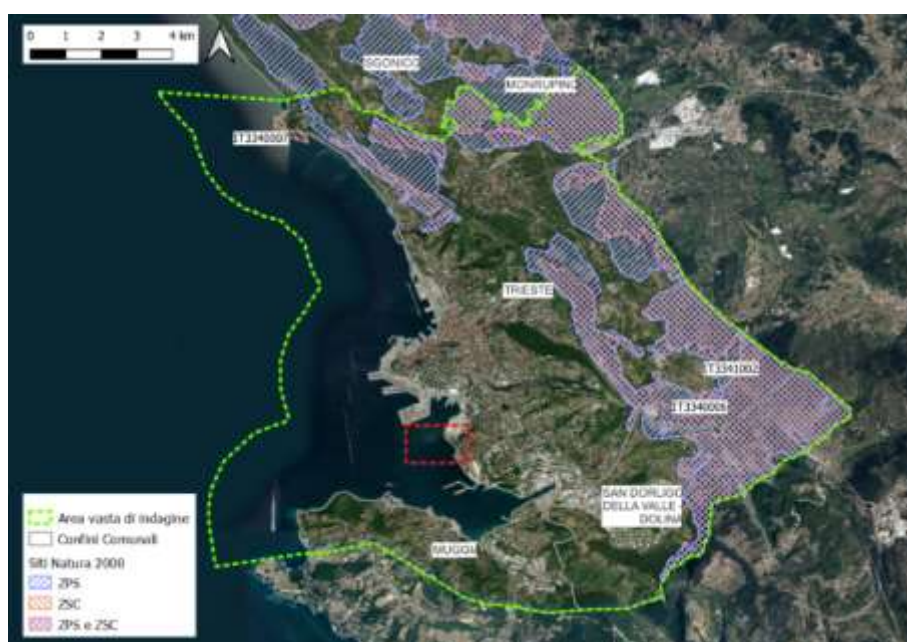 0 1 2 3 4 km
SGONICO
MONRUPINO
IT3340007
TRIESTE
IT3341002
IT3340006
SAN DORLIGO
DELLA VALLE -
DOLINA
MUGGIA
Area vasta di indagine
Confini Comunali
Siti Natura 2000
ZPS
ZSC
ZPS e ZSC